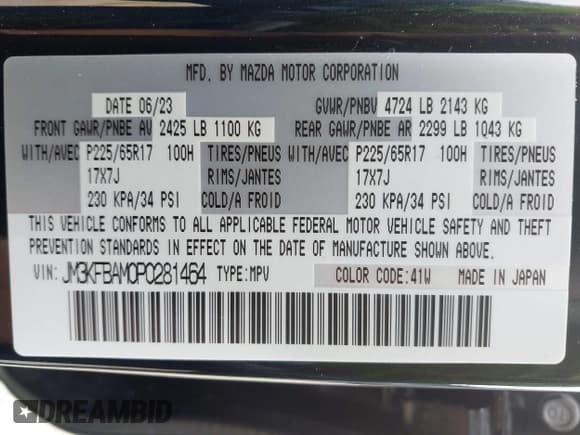 MFD. BY MAZDA MOTOR CORPORATION
DATE 06/23 GVWR/PNBV 4724 LB 2143 KG
FRONT GAWR/PNBE AV 2425 LB 1100 KG REAR GAWR/PNBE AR 2299 LB 1043 KG
WITH/AVEC P225/65R17 100H TIRES/PNEUS WITH/AVEC P225/65R17 100H TIRES/PNEUS
17X7J RIMS/JANTES 17X7J RIMS/JANTES
230 KPA/34 PSI COLD/A FROID 230 KPA/34 PSI COLD/A FROID
THIS VEHICLE CONFORMS TO ALL APPLICABLE FEDERAL MOTOR VEHICLE SAFETY AND THEFT
PREVENTION STANDARDS IN EFFECT ON THE DATE OF MANUFACTURE SHOWN ABOVE.
VIN: JM3KFBAM0P0281464 TYPE:MPV COLOR CODE:41W MADE IN JAPAN
DREAMBID